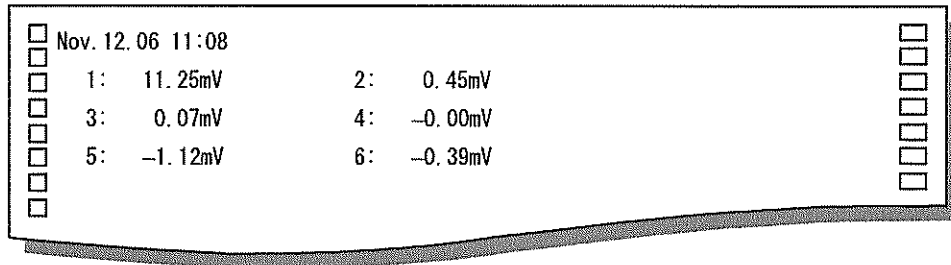 Nov. 12. 06 11:08
1: 11. 25mV 2: 0. 45mV
3: 0. 07mV 4: –0. 00mV
5: –1. 12mV 6: –0. 39mV